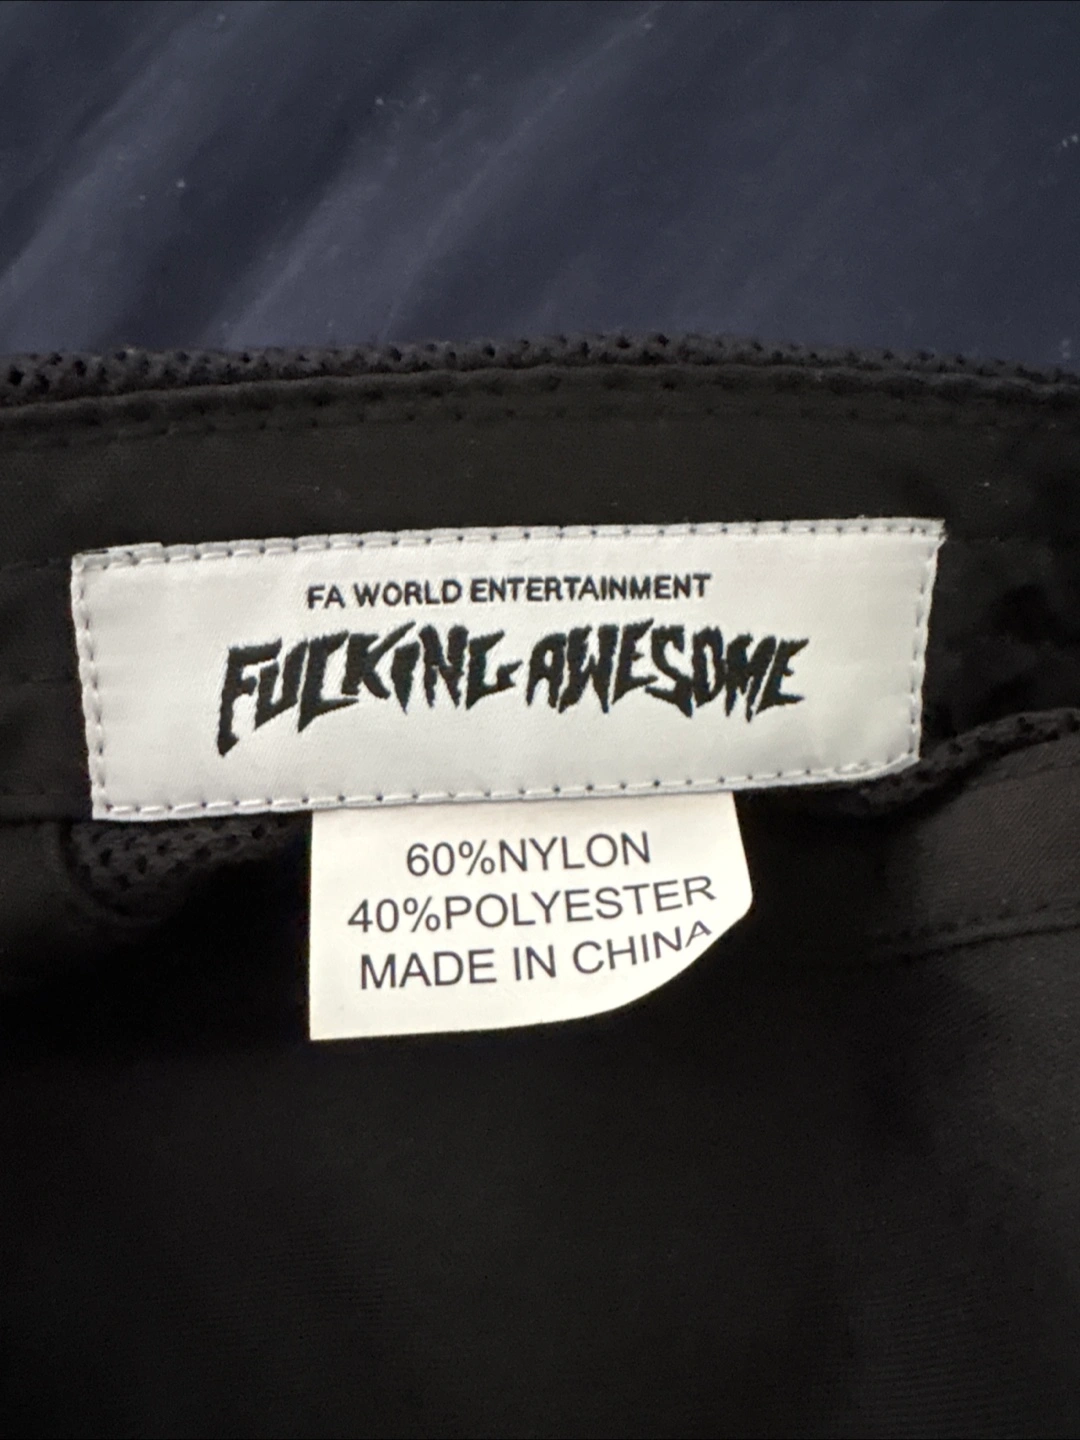 FA WORLD ENTERTAINMENT
FUCKING AWESOME
60%NYLON
40%POLYESTER
MADE IN CHINA